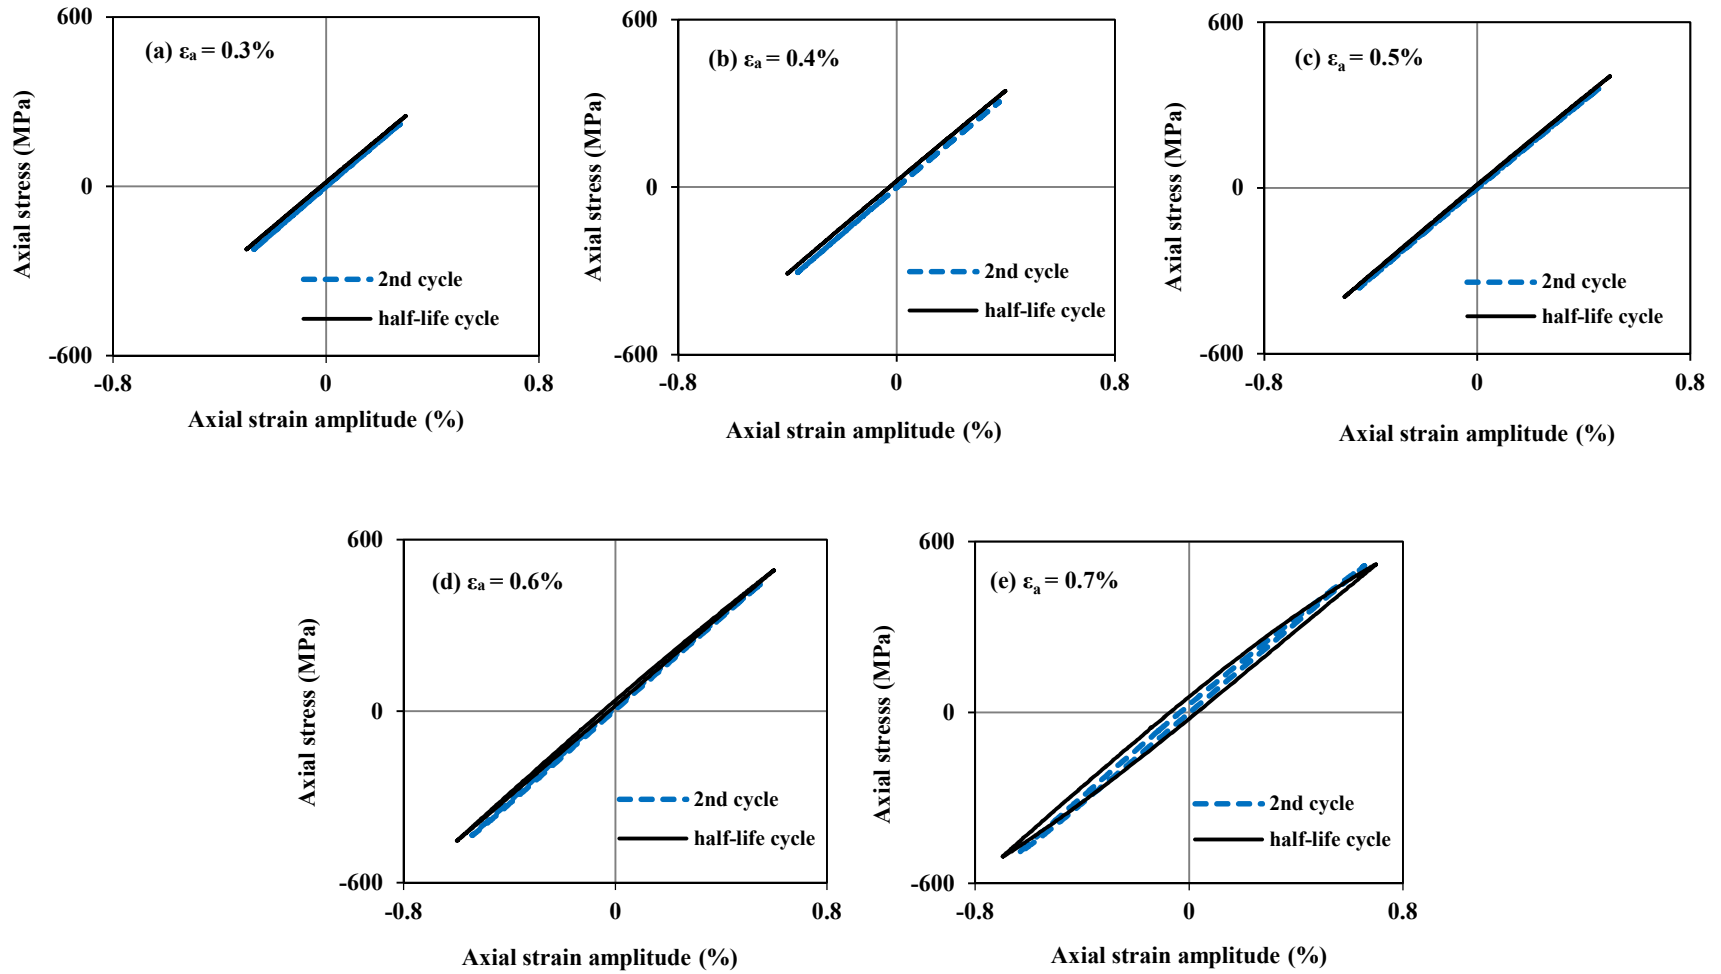 600
(a) εa = 0.3%
Axial stress (MPa)
0
2nd cycle
half-life cycle
-600
-0.8
0
0.8
Axial strain amplitude (%)
600
(b) εa = 0.4%
Axial stress (MPa)
0
2nd cycle
half-life cycle
-600
-0.8
0
0.8
Axial strain amplitude (%)
600
(c) εa = 0.5%
Axial stress (MPa)
0
2nd cycle
half-life cycle
-600
-0.8
0
0.8
Axial strain amplitude (%)
600
(d) εa = 0.6%
Axial stress (MPa)
0
2nd cycle
half-life cycle
-600
-0.8
0
0.8
Axial strain amplitude (%)
600
(e) εa = 0.7%
Axial stresss (MPa)
0
2nd cycle
half-life cycle
-600
-0.8
0
0.8
Axial strain amplitude (%)